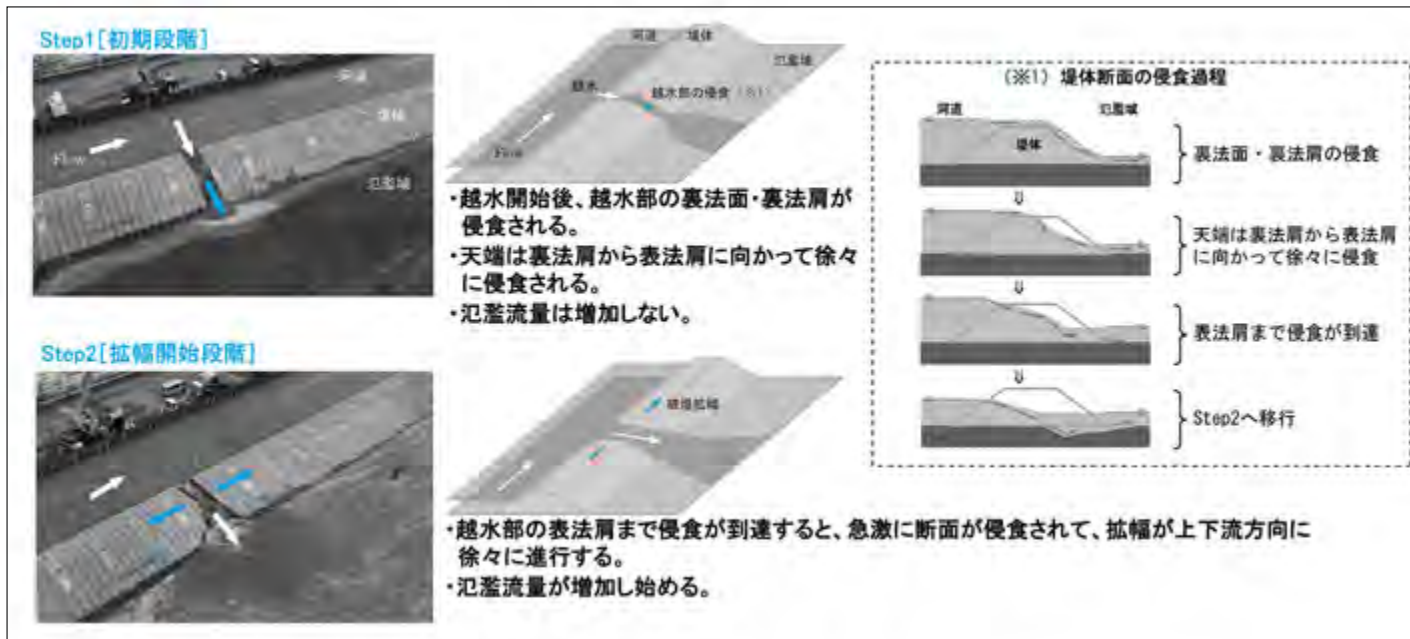 Step1[初期段階]
河道
堤体
氾濫域
Flow
河道
堤体
氾濫域
越水
越水部の侵食(※1)
Flow
・越水開始後、越水部の裏法面・裏法肩が
侵食される。
・天端は裏法肩から表法肩に向かって徐々
に侵食される。
・氾濫流量は増加しない。
(※1) 堤体断面の侵食過程
河道
氾濫域
堤体
裏法面・裏法肩の侵食
⇩
天端は裏法肩から表法肩
に向かって徐々に侵食
⇩
表法肩まで侵食が到達
⇩
Step2へ移行
Step2[拡幅開始段階]
破堤拡幅
・越水部の表法肩まで侵食が到達すると、急激に断面が侵食されて、拡幅が上下流方向に
徐々に進行する。
・氾濫流量が増加し始める。